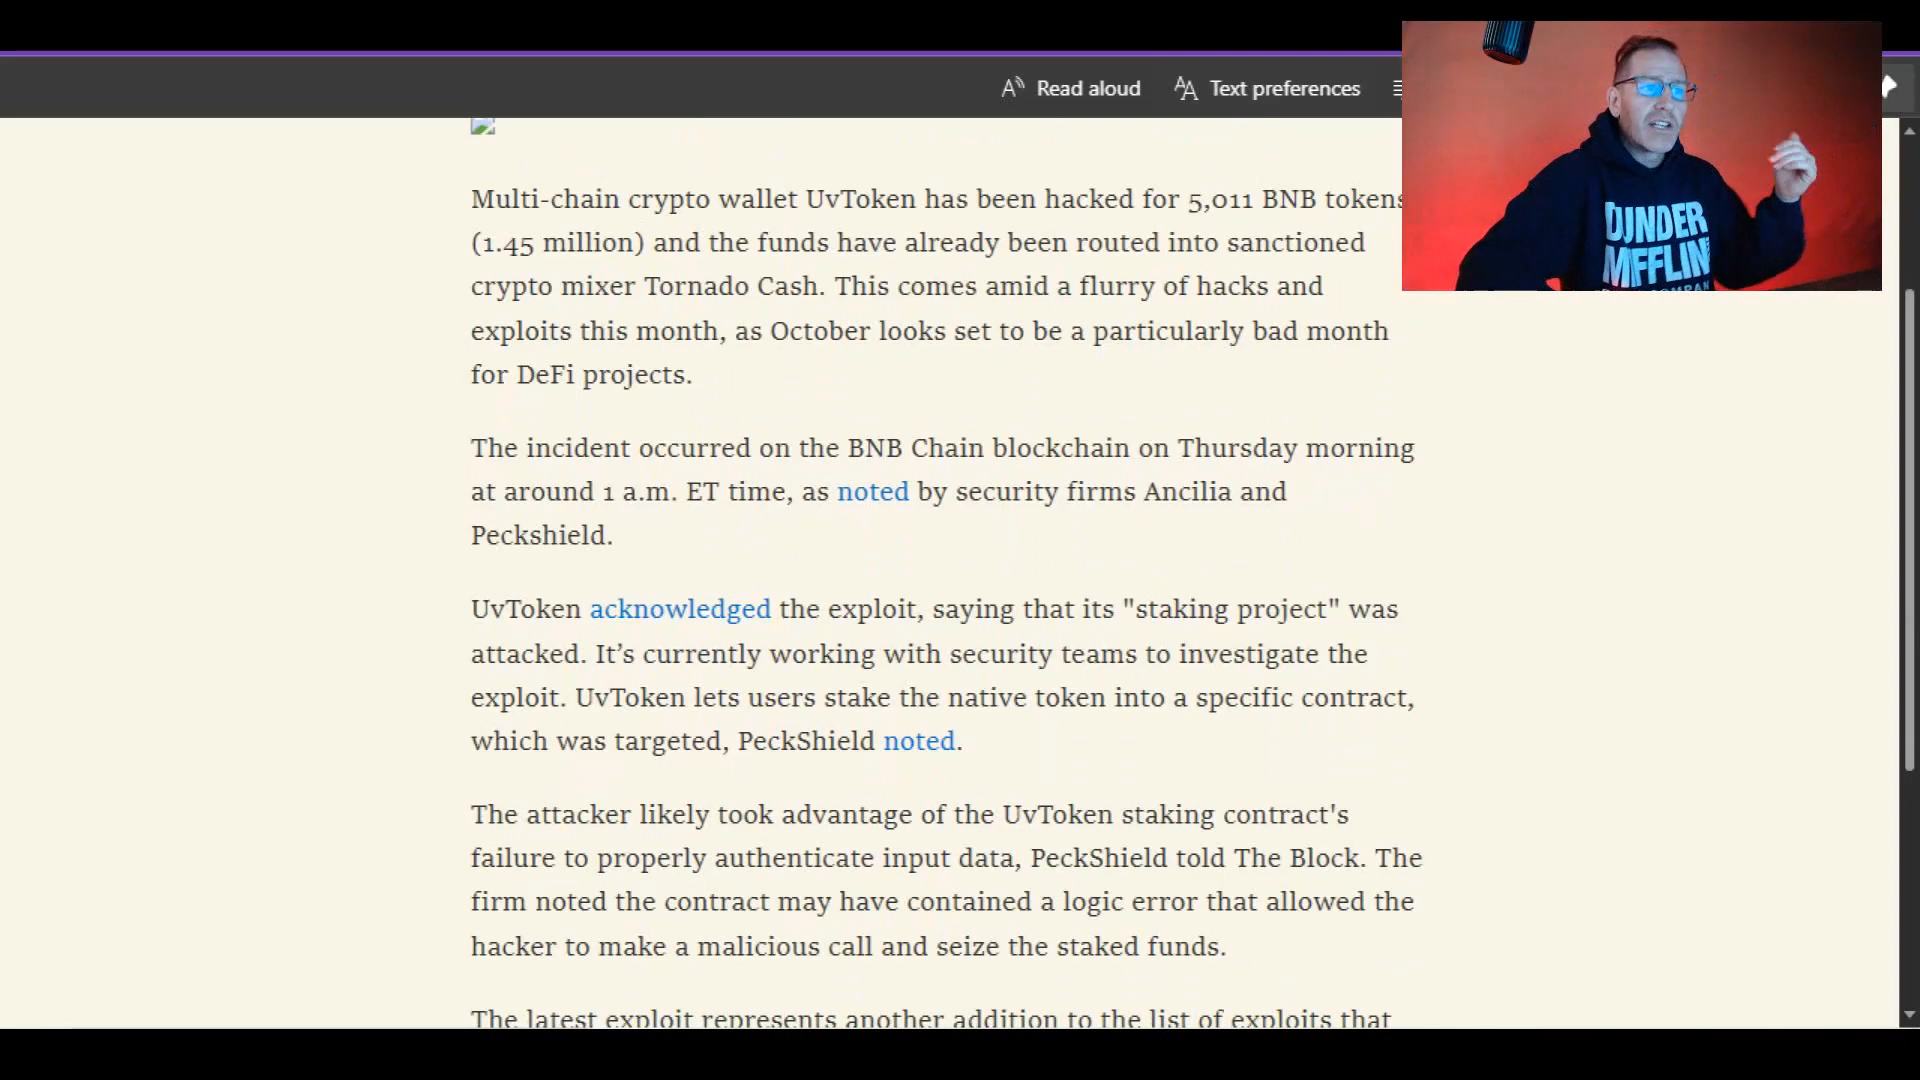 Read aloud
Text preferences
DUNDER
MIFFLIN
Multi-chain crypto wallet UvToken has been hacked for 5,011 BNB tokens
(1.45 million) and the funds have already been routed into sanctioned
crypto mixer Tornado Cash. This comes amid a flurry of hacks and
exploits this month, as October looks set to be a particularly bad month
for DeFi projects.
The incident occurred on the BNB Chain blockchain on Thursday morning
at around 1 a.m. ET time, as noted by security firms Ancilia and
Peckshield.
UvToken acknowledged the exploit, saying that its "staking project" was
attacked. It’s currently working with security teams to investigate the
exploit. UvToken lets users stake the native token into a specific contract,
which was targeted, PeckShield noted.
The attacker likely took advantage of the UvToken staking contract's
failure to properly authenticate input data, PeckShield told The Block. The
firm noted the contract may have contained a logic error that allowed the
hacker to make a malicious call and seize the staked funds.
The latest exploit represents another addition to the list of exploits that